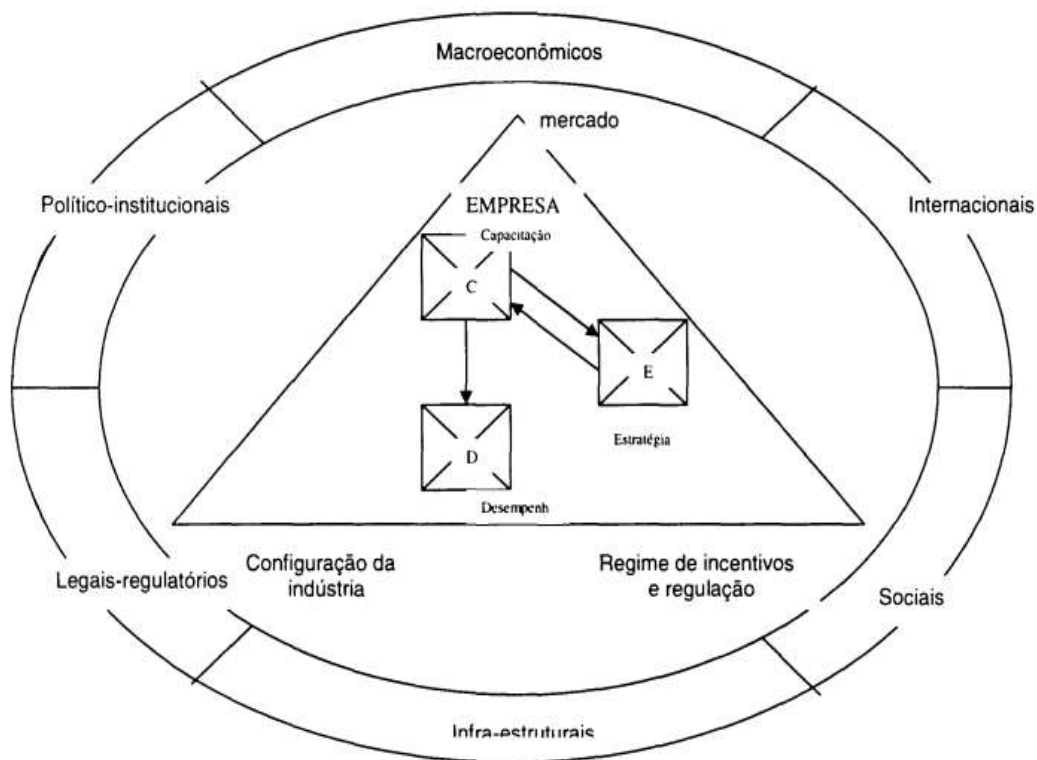 Macroeconômicos
mercado
Político-institucionais
Internacionais
EMPRESA
Capacitação
C
E
D
Estratégia
Desempenh
Configuração da
indústria
Regime de incentivos
e regulação
Legais-regulatórios
Sociais
Infra-estruturais